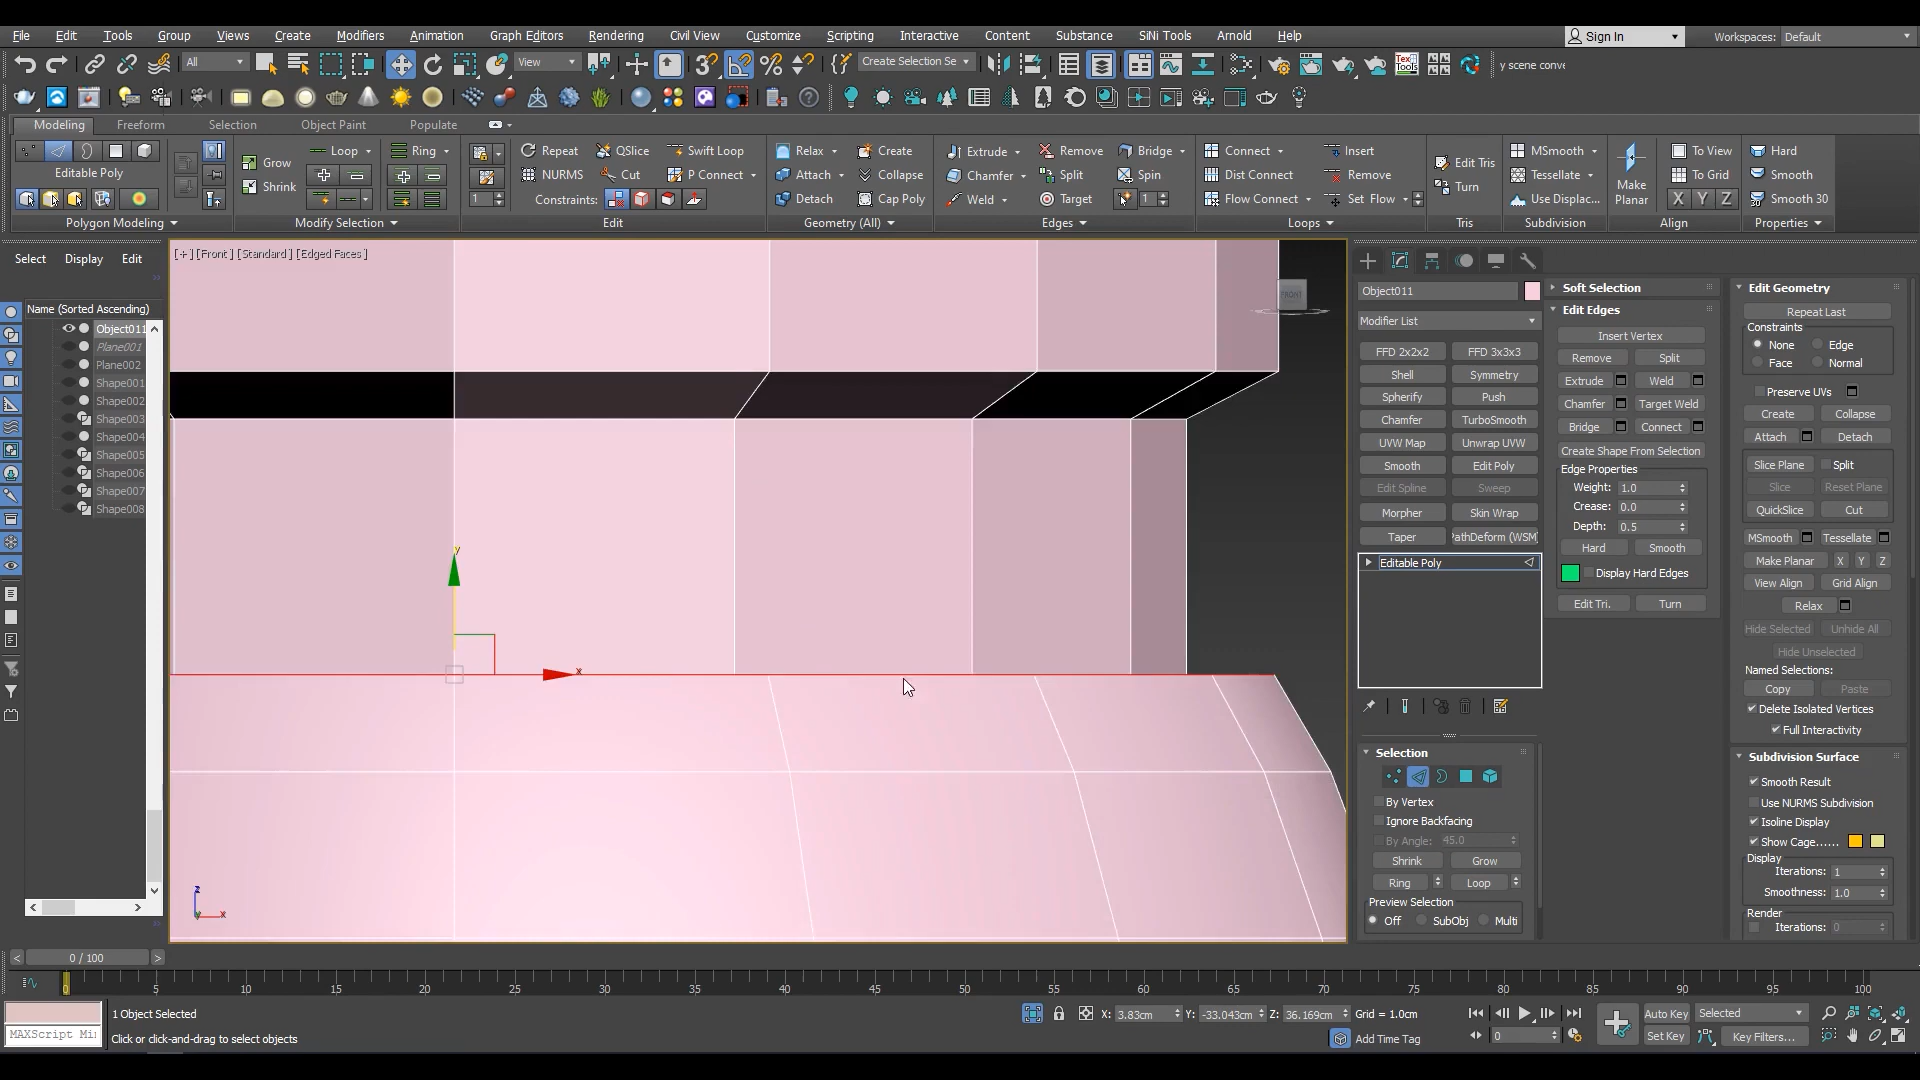 File Edit Tools Group Views Create Modifiers Animation Graph Editors Rendering Civil View Customize Scripting Interactive Content Substance SiNi Tools Arnold Help Sign In Workspaces: Default
All View Create Selection Se y scene conve
Modeling Freeform Selection Object Paint Populate
Loop Ring Repeat QSlice Swift Loop Relax Create Extrude Remove Bridge Connect Insert MSmooth To View Hard
Grow NURMS Cut P Connect Attach Collapse Chamfer Split Spin Dist Connect Remove Edit Tris Tessellate Make Planar To Grid Smooth
Editable Poly Shrink 1 Constraints: Detach Cap Poly Weld Target 1 Flow Connect Set Flow Turn Use Displac... X Y Z Smooth 30
Polygon Modeling Modify Selection Edit Geometry (All) Edges Loops Tris Subdivision Align Properties
Select Display Edit
Name (Sorted Ascending)
Object011
Plane001
Plane002
Shape001
Shape002
Shape003
Shape004
Shape005
Shape006
Shape007
Shape008
[+] [Front] [Standard] [Edged Faces]
FRONT
y
x
z
y x
Object011
Modifier List
FFD 2x2x2 FFD 3x3x3
Shell Symmetry
Spherify Push
Chamfer TurboSmooth
UVW Map Unwrap UVW
Smooth Edit Poly
Edit Spline Sweep
Morpher Skin Wrap
Taper PathDeform (WSM)
Editable Poly
Selection
By Vertex
Ignore Backfacing
By Angle: 45.0
Shrink Grow
Ring Loop
Preview Selection
Off SubObj Multi
Soft Selection
Edit Edges
Insert Vertex
Remove Split
Extrude Weld
Chamfer Target Weld
Bridge Connect
Create Shape From Selection
Edge Properties
Weight: 1.0
Crease: 0.0
Depth: 0.5
Hard Smooth
Display Hard Edges
Edit Tri. Turn
Edit Geometry
Repeat Last
Constraints
None Edge
Face Normal
Preserve UVs
Create Collapse
Attach Detach
Slice Plane Split
Slice Reset Plane
QuickSlice Cut
MSmooth Tessellate
Make Planar X Y Z
View Align Grid Align
Relax
Hide Selected Unhide All
Hide Unselected
Named Selections:
Copy Paste
Delete Isolated Vertices
Full Interactivity
Subdivision Surface
Smooth Result
Use NURMS Subdivision
Isoline Display
Show Cage......
Display
Iterations: 1
Smoothness: 1.0
Render
Iterations: 0
< 0 / 100 >
0 5 10 15 20 25 30 35 40 45 50 55 60 65 70 75 80 85 90 95 100
1 Object Selected X: 3.83cm Y: -33.043cm Z: 36.169cm Grid = 1.0cm Auto Key Selected
MAXScript Mi Click or click-and-drag to select objects Add Time Tag 0 Set Key Key Filters...